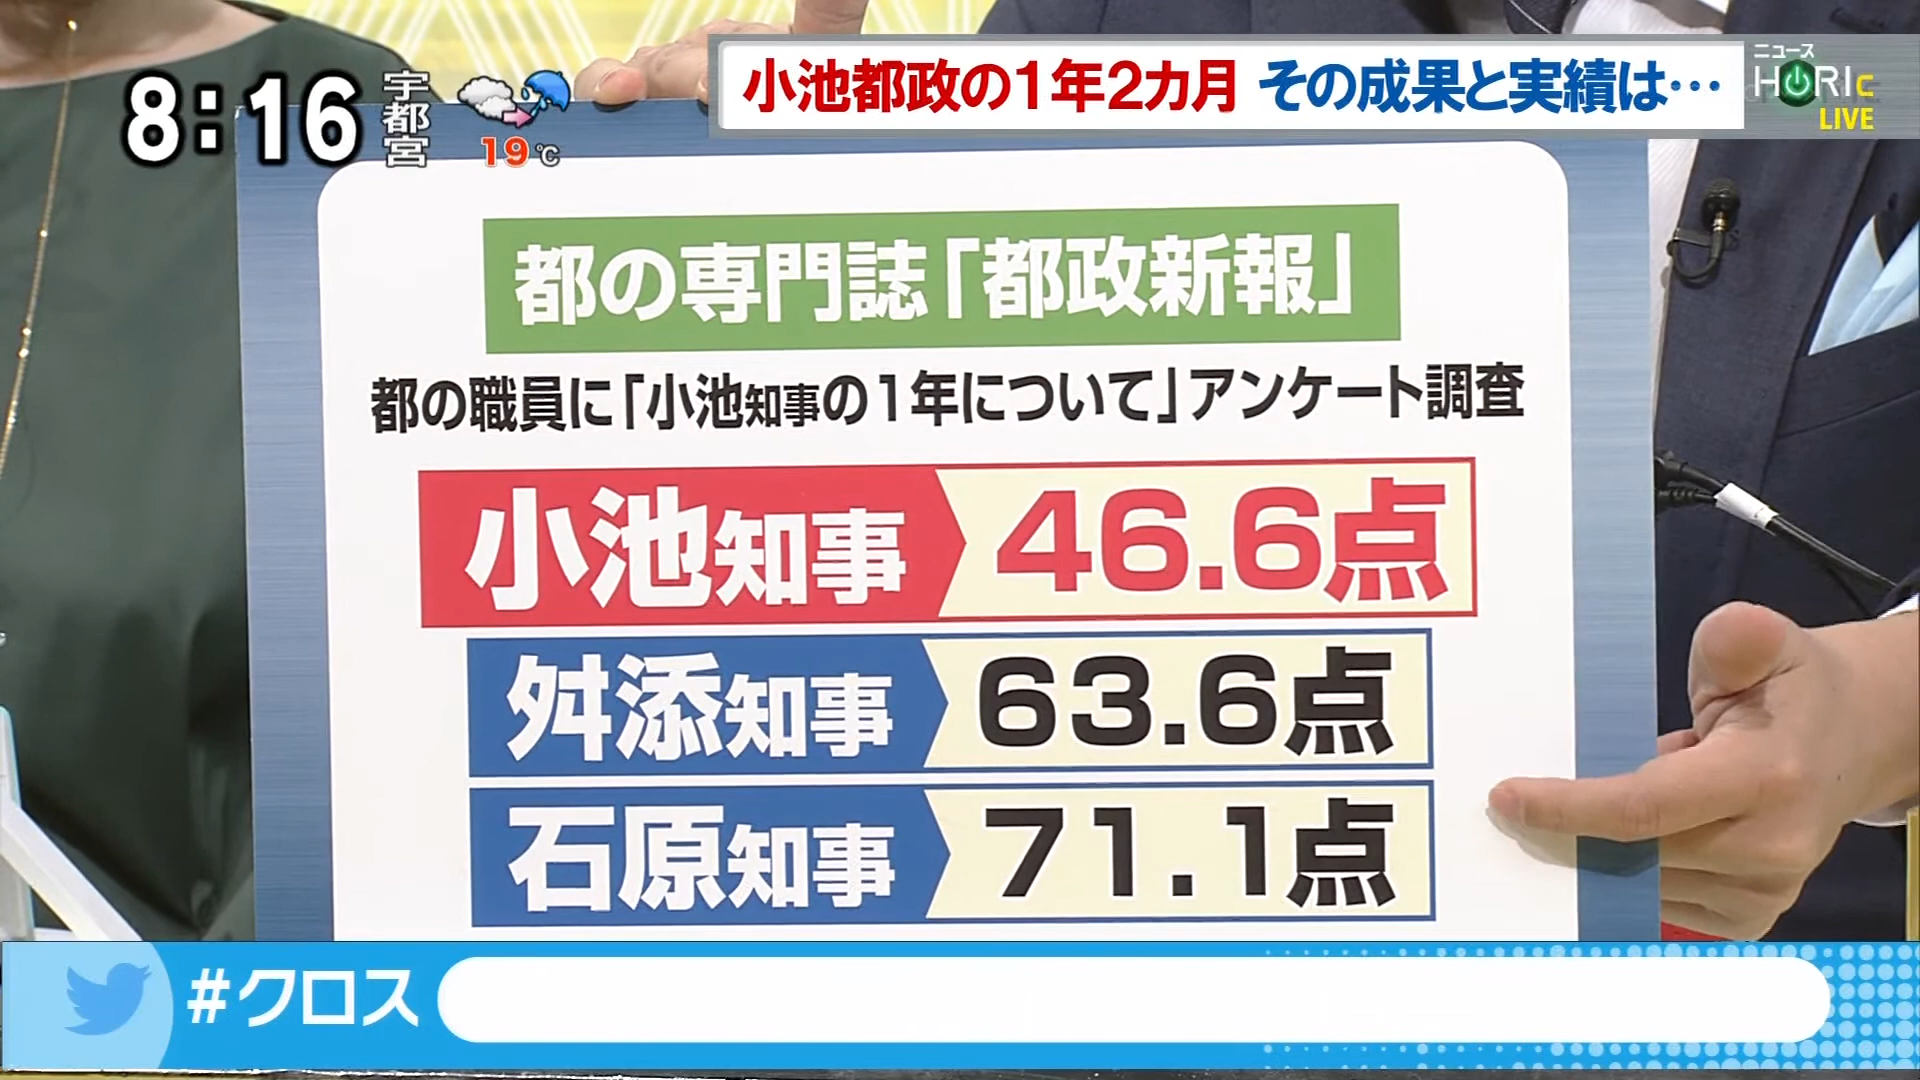 8:16
宇都宮
19℃
小池都政の1年2カ月 その成果と実績は…
ニュース
HORIc
LIVE
都の専門誌「都政新報」
都の職員に「小池知事の1年について」アンケート調査
小池知事 46.6点
舛添知事 63.6点
石原知事 71.1点
#クロス